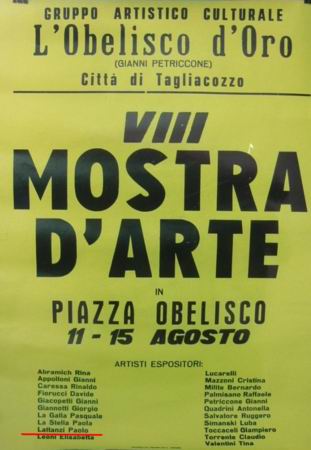 GRUPPO ARTISTICO CULTURALE
L'Obelisco d'Oro
(GIANNI PETRICCONE)
Città di Tagliacozzo
VIII
MOSTRA
D'ARTE
IN
PIAZZA OBELISCO
11 - 15 AGOSTO
ARTISTI ESPOSITORI:
Abramich Rina
Appolloni Gianni
Caressa Rinaldo
Fiorucci Davide
Giacopelli Gianni
Giannotti Giorgio
La Galla Pasquale
La Stella Paola
Lattanzi Paolo
Leoni Elisabetta
Lucarelli
Mazzoni Cristina
Milite Bernardo
Palmisano Raffaele
Petriccone Gianni
Quadrini Antonella
Salvatore Ruggero
Simanski Luba
Toccaceli Giampiero
Torrente Claudio
Valentini Tina